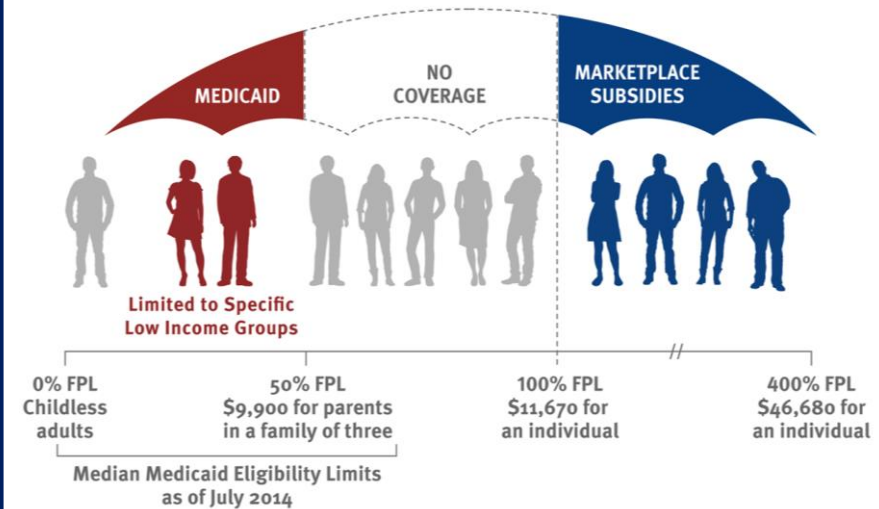 MEDICAID
NO
COVERAGE
MARKETPLACE
SUBSIDIES
Limited to Specific
Low Income Groups
0% FPL
Childless
adults
50% FPL
$9,900 for parents
in a family of three
100% FPL
$11,670 for
an individual
400% FPL
$46,680 for
an individual
Median Medicaid Eligibility Limits
as of July 2014